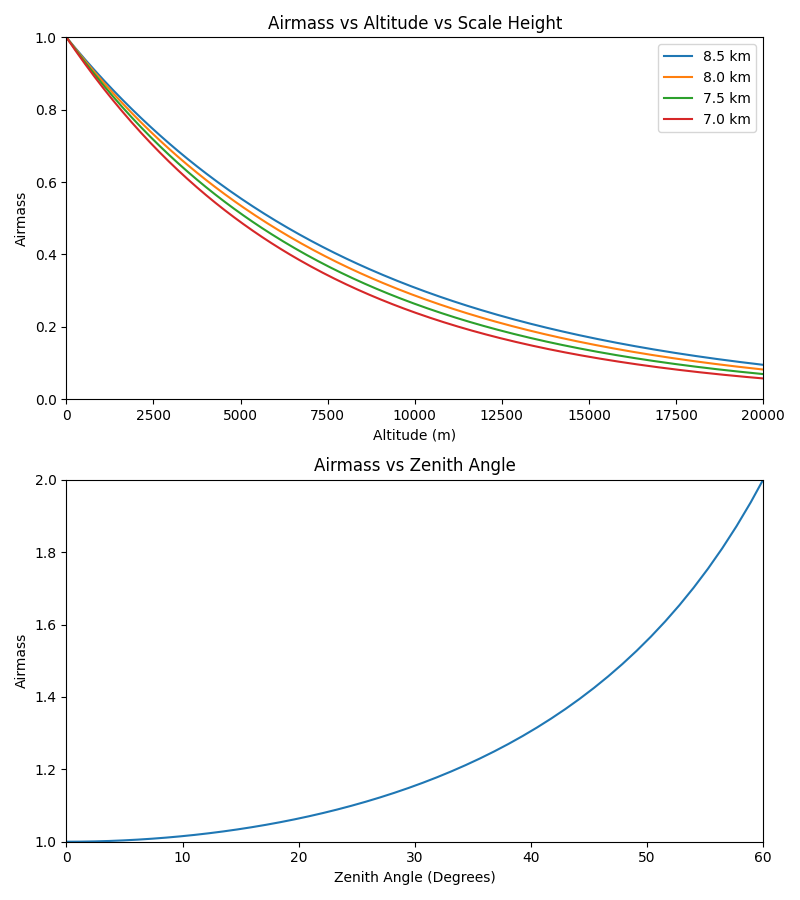 Airmass vs Altitude vs Scale Height
1.0
0.8
0.6
0.4
0.2
0.0
Airmass
8.5 km
8.0 km
7.5 km
7.0 km
0 2500 5000 7500 10000 12500 15000 17500 20000
Altitude (m)
Airmass vs Zenith Angle
2.0
1.8
1.6
1.4
1.2
1.0
Airmass
0 10 20 30 40 50 60
Zenith Angle (Degrees)